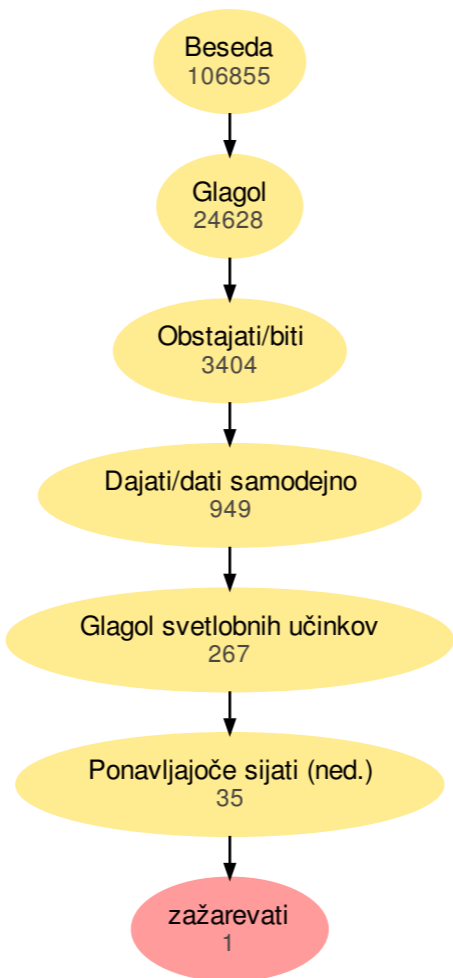 Beseda
106855
Glagol
24628
Obstajati/biti
3404
Dajati/dati samodejno
949
Glagol svetlobnih učinkov
267
Ponavljajoče sijati (ned.)
35
zažarevati
1